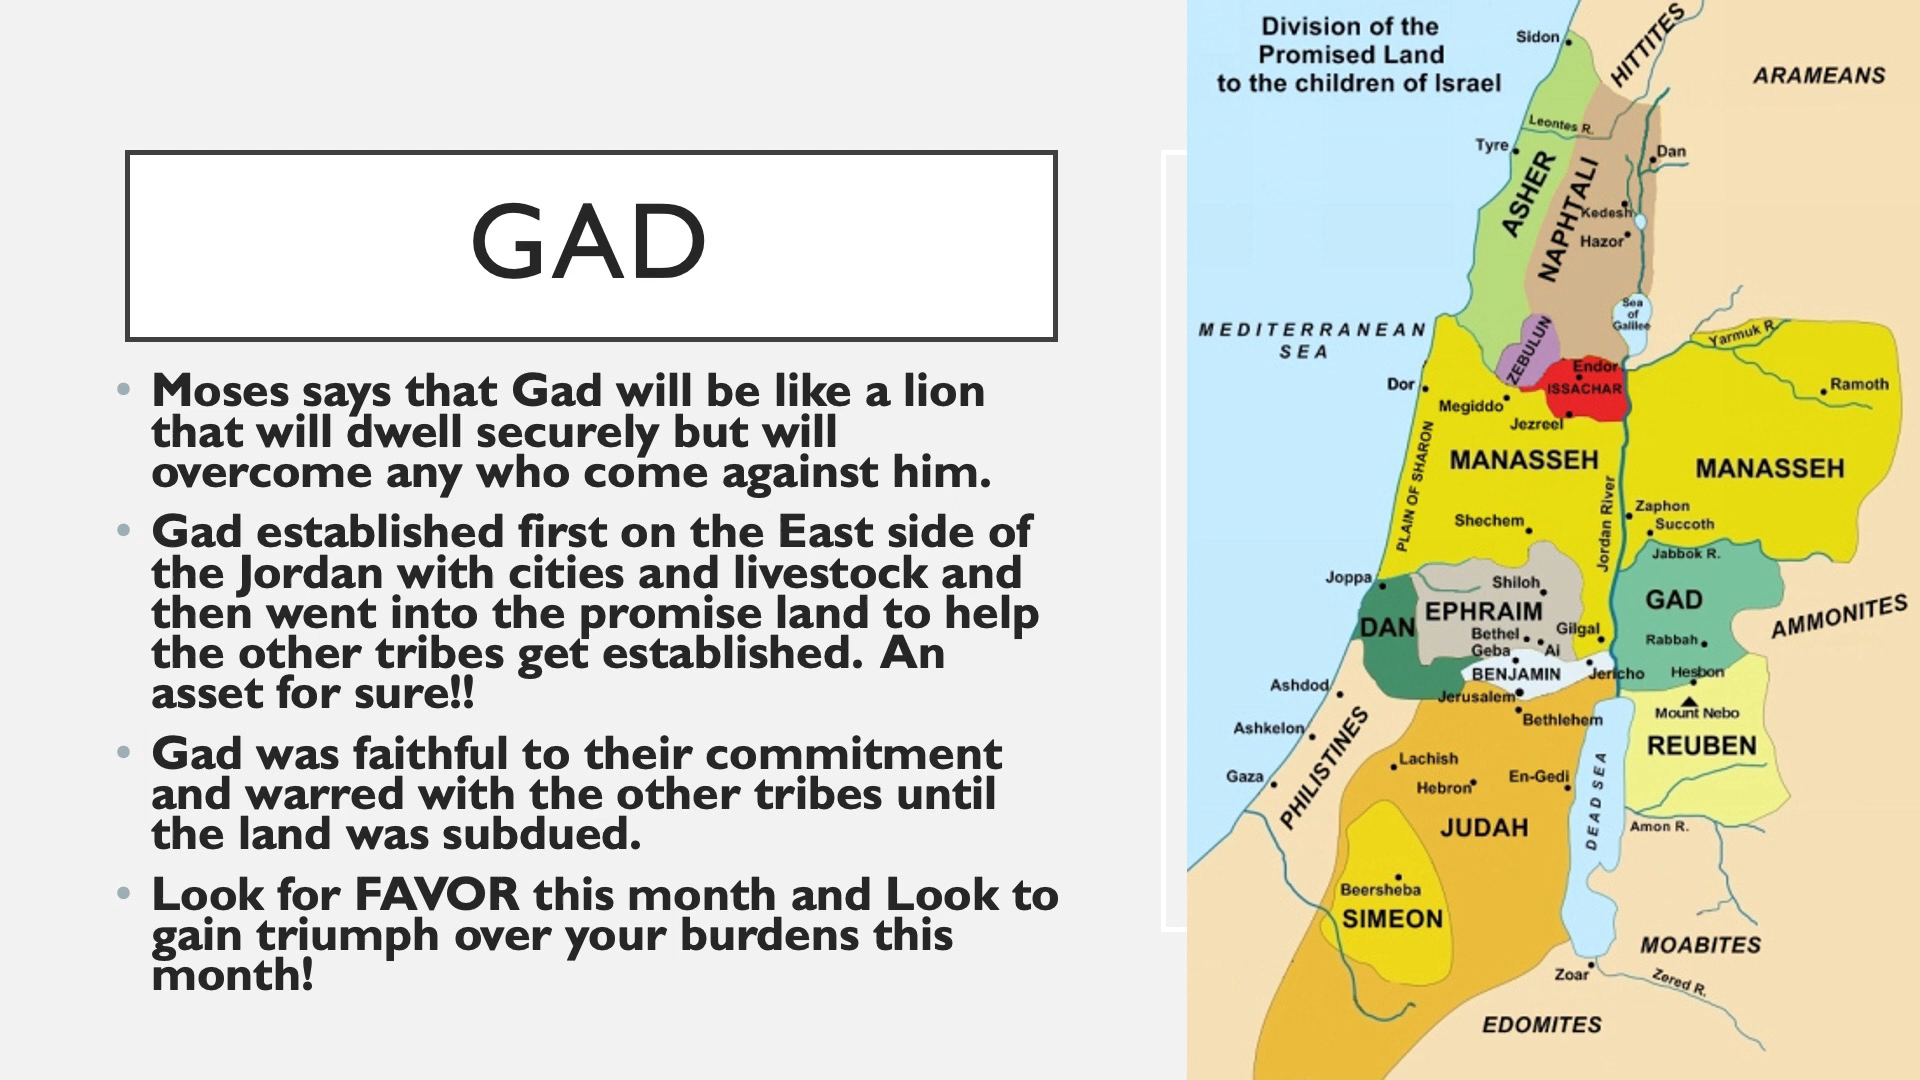 GAD
• Moses says that Gad will be like a lion
that will dwell securely but will
overcome any who come against him.
• Gad established first on the East side of
the Jordan with cities and livestock and
then went into the promise land to help
the other tribes get established. An
asset for sure!!
• Gad was faithful to their commitment
and warred with the other tribes until
the land was subdued.
• Look for FAVOR this month and Look to
gain triumph over your burdens this
month!
Division of the
Promised Land
to the children of Israel
Sidon
HITTITES
ARAMEANS
Leontes R.
Tyre
Dan
ASHER
NAPHTALI
Kedesh
Hazor
Sea
of
Galilee
MEDITERRANEAN
SEA
ZEBULUN
Yarmuk R.
Endor
ISSACHAR
Dor
Ramoth
Megiddo
Jezreel
PLAIN OF SHARON
MANASSEH
MANASSEH
Jordan River
Zaphon
Succoth
Shechem
Jabbok R.
Joppa
Shiloh
GAD
EPHRAIM
DAN
AMMONITES
Gilgal
Bethel
Rabbah
Geba
Ai
BENJAMIN
Jericho
Hesbon
Ashdod
Jerusalem
Mount Nebo
Bethlehem
Ashkelon
REUBEN
PHILISTINES
Lachish
Gaza
En-Gedi
Hebron
DEAD SEA
JUDAH
Amon R.
Beersheba
SIMEON
MOABITES
Zoar
Zered R.
EDOMITES